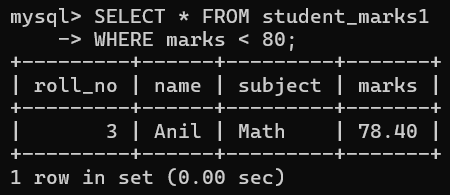 mysql> SELECT * FROM student_marks1
    -> WHERE marks < 80;
+---------+------+---------+-------+
| roll_no | name | subject | marks |
+---------+------+---------+-------+
|       3 | Anil | Math    | 78.40 |
+---------+------+---------+-------+
1 row in set (0.00 sec)